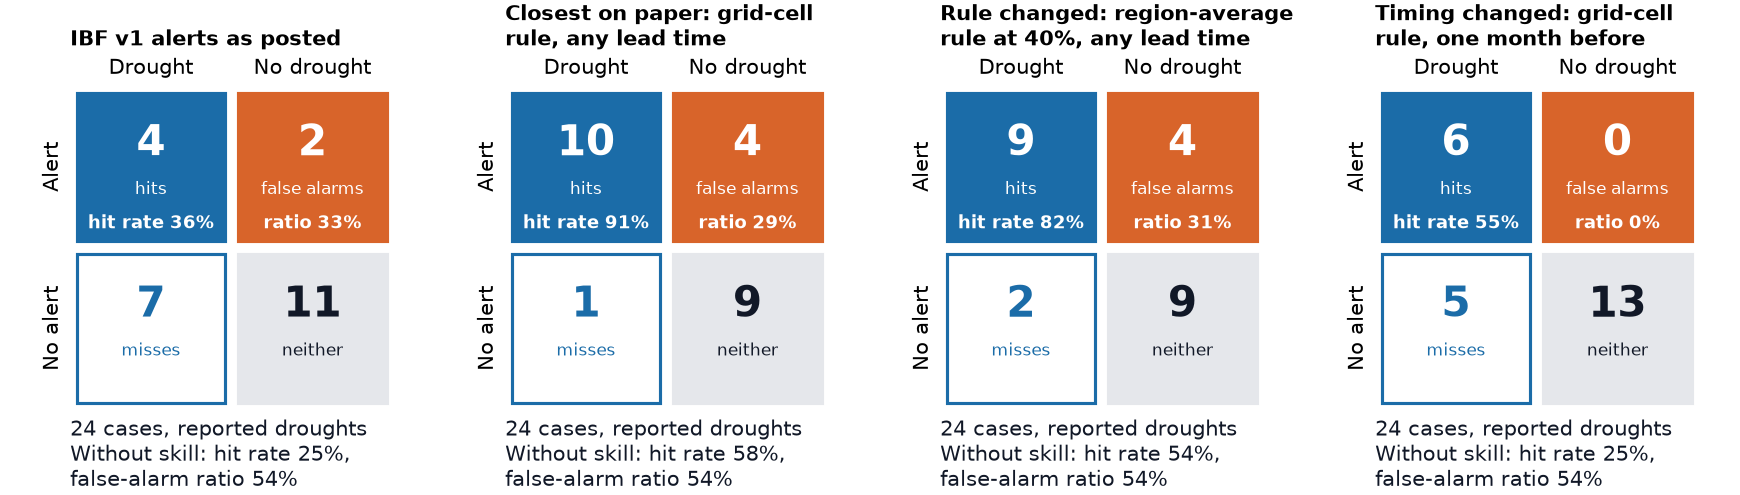 IBF v1 alerts as posted
Drought No drought
Alert
4
hits
hit rate 36%
2
false alarms
ratio 33%
No alert
7
misses
11
neither
24 cases, reported droughts
Without skill: hit rate 25%,
false-alarm ratio 54%
Closest on paper: grid-cell
rule, any lead time
Drought No drought
Alert
10
hits
hit rate 91%
4
false alarms
ratio 29%
No alert
1
misses
9
neither
24 cases, reported droughts
Without skill: hit rate 58%,
false-alarm ratio 54%
Rule changed: region-average
rule at 40%, any lead time
Drought No drought
Alert
9
hits
hit rate 82%
4
false alarms
ratio 31%
No alert
2
misses
9
neither
24 cases, reported droughts
Without skill: hit rate 54%,
false-alarm ratio 54%
Timing changed: grid-cell
rule, one month before
Drought No drought
Alert
6
hits
hit rate 55%
0
false alarms
ratio 0%
No alert
5
misses
13
neither
24 cases, reported droughts
Without skill: hit rate 25%,
false-alarm ratio 54%